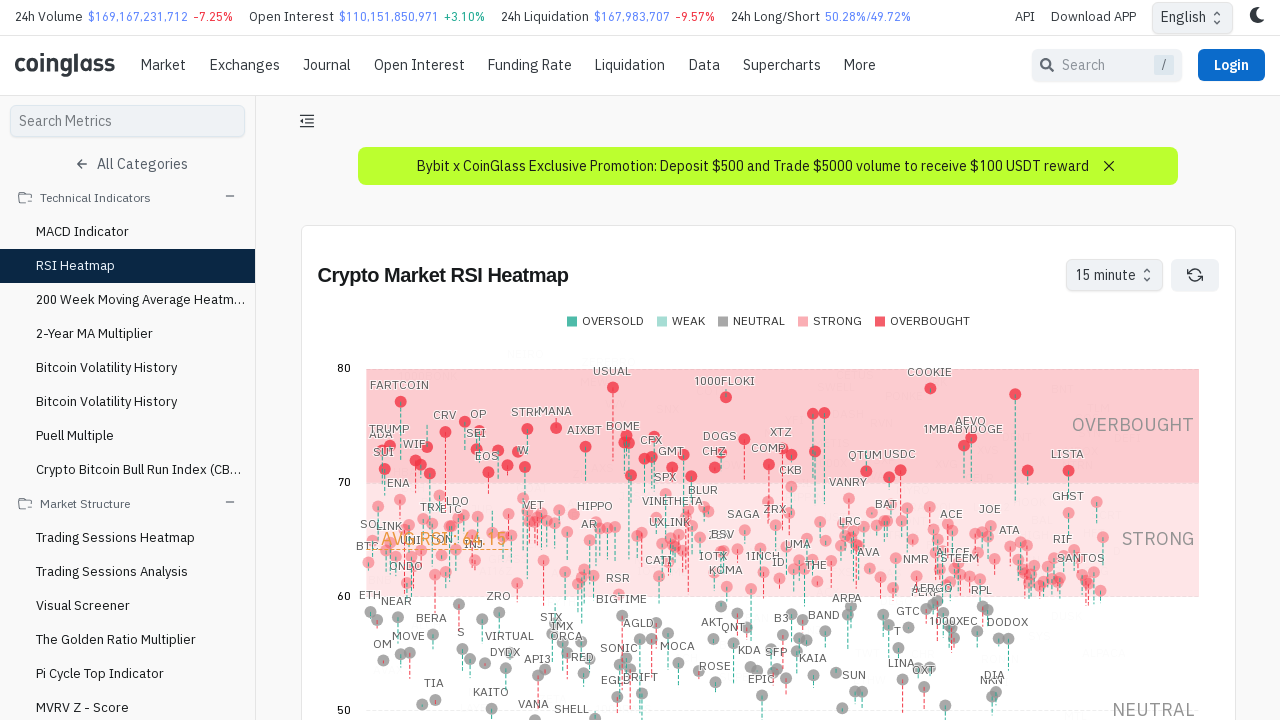 24h Volume $169,167,231,712 -7.25% Open Interest $110,151,850,971 +3.10% 24h Liquidation $167,983,707 -9.57% 24h Long/Short 50.28%/49.72% API Download APP English
coinglass Market Exchanges Journal Open Interest Funding Rate Liquidation Data Supercharts More Search / Login
Search Metrics
All Categories
Technical Indicators
MACD Indicator
RSI Heatmap
200 Week Moving Average Heatm...
2-Year MA Multiplier
Bitcoin Volatility History
Bitcoin Volatility History
Puell Multiple
Crypto Bitcoin Bull Run Index (CB...
Market Structure
Trading Sessions Heatmap
Trading Sessions Analysis
Visual Screener
The Golden Ratio Multiplier
Pi Cycle Top Indicator
MVRV Z - Score
Bybit x CoinGlass Exclusive Promotion: Deposit $500 and Trade $5000 volume to receive $100 USDT reward
Crypto Market RSI Heatmap
15 minute
OVERSOLD WEAK NEUTRAL STRONG OVERBOUGHT
80
USUAL COOKIE
FARTCOIN 1000FLOKI
CRV OP MANA
TRUMP BOME AEVO OVERBOUGHT
ADA SEI AIXBT DOGS XTZ 1MBABYDOGE
WIF CFX
SUI EOS W GMT CHZ COMP QTUM USDC LISTA
SPX CKB
70 ENA VANRY
BLUR GHST
LDO VET HIPPO VINE THETA BAT
TRX BTC SAGA ZRX ACE JOE
SOL LINK AR UXLINK LRC ATA
UNI TON RIF STRONG
BTC INJ UMA
CATI 1INCH AVA STEEM SANTOS
ONDO ID THE NMR
KOMA
RSR RPL
60 ETH NEAR ZRO BIGTIME ARPA AERGO
BERA STX AGLD AKT B3 BAND GTC 1000XEC DODOX
MOVE S VIRTUAL IMX QNT T
OM ORCA SONIC MOCA
DYDX RED KDA SFP KAIA
API3 ROSE LINA
TIA DRIFT EPIC SUN OXT DIA
KAITO
VANA SHELL
50 NEUTRAL